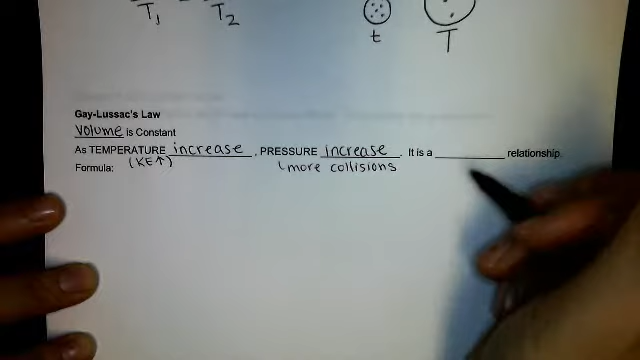 T1 T2
t T
Gay-Lussac's Law
Volume is Constant
As TEMPERATURE increase, PRESSURE increase. It is a ________ relationship.
(KE↑) (more collisions
Formula: